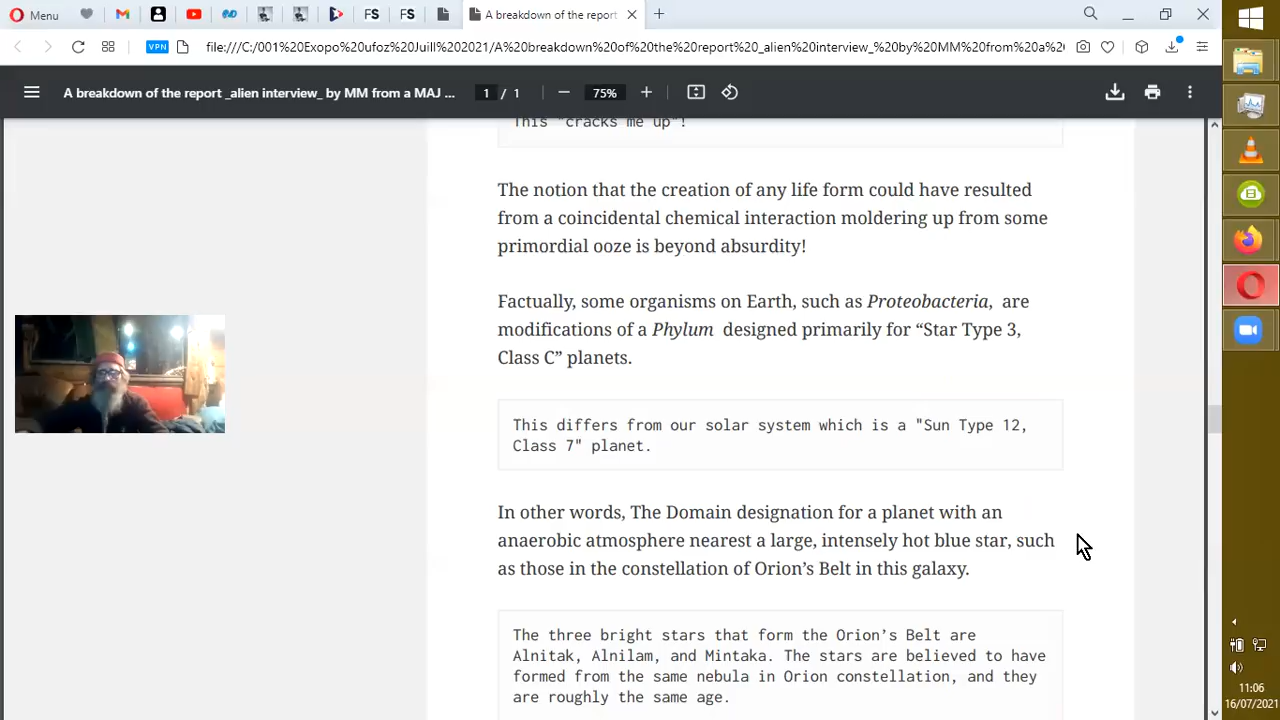 Menu
FS
FS
A breakdown of the report
VPN
file:///C:/001%20Exopo%20ufoz%20Juill%202021/A%20breakdown%20of%20the%20report%20_alien%20interview_%20by%20MM%20from%20a%2
A breakdown of the report _alien interview_ by MM from a MAJ ...
1 / 1
75%
This "cracks me up"!
The notion that the creation of any life form could have resulted
from a coincidental chemical interaction moldering up from some
primordial ooze is beyond absurdity!
Factually, some organisms on Earth, such as Proteobacteria, are
modifications of a Phylum designed primarily for “Star Type 3,
Class C” planets.
This differs from our solar system which is a "Sun Type 12,
Class 7" planet.
In other words, The Domain designation for a planet with an
anaerobic atmosphere nearest a large, intensely hot blue star, such
as those in the constellation of Orion’s Belt in this galaxy.
The three bright stars that form the Orion’s Belt are
Alnitak, Alnilam, and Mintaka. The stars are believed to have
formed from the same nebula in Orion constellation, and they
are roughly the same age.
11:06
16/07/2021